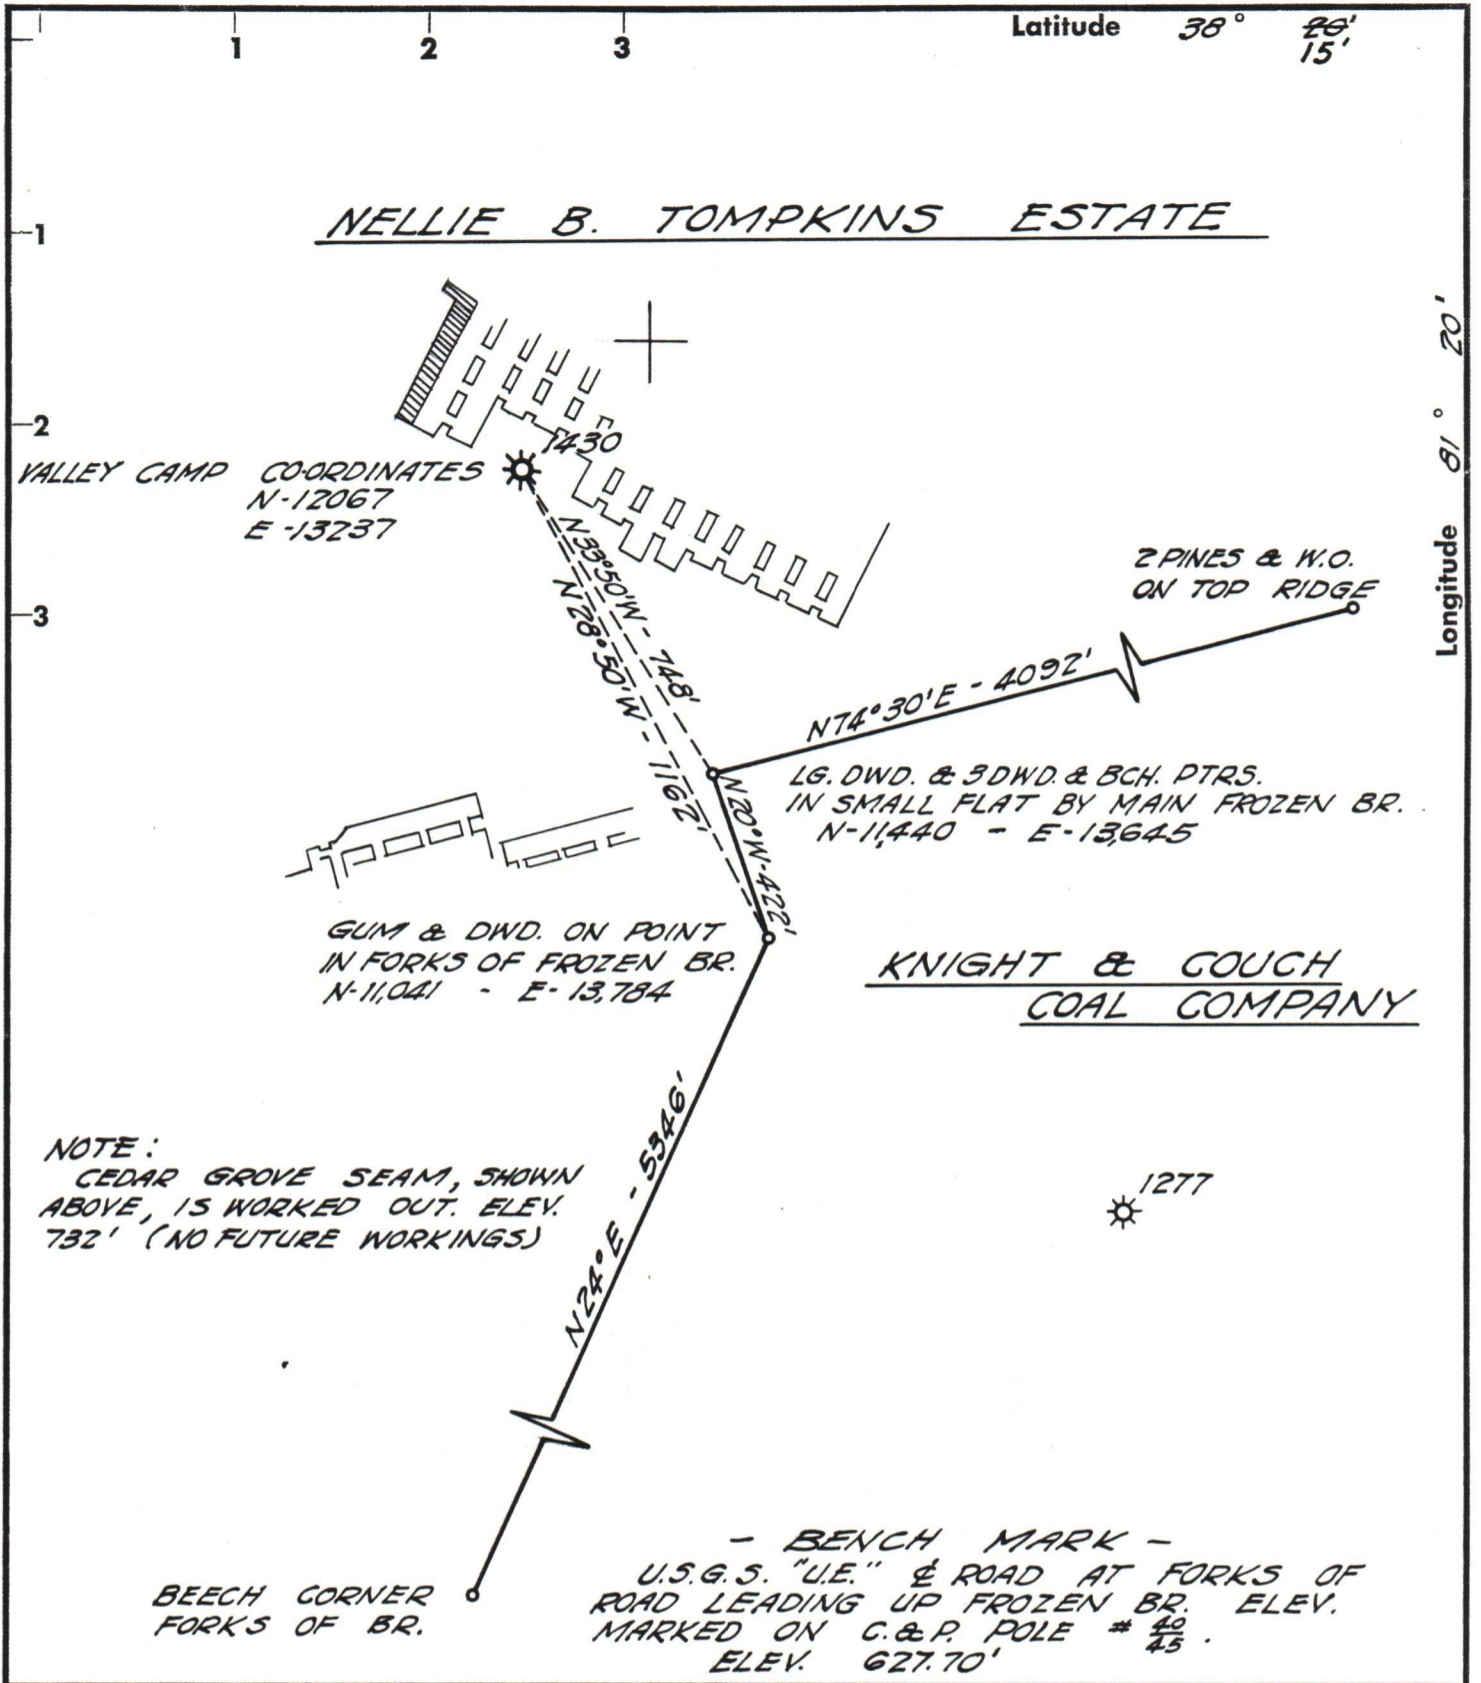 Latitude 38° 20'
15'
1 2 3
1
2
3
Longitude 81° 20'
NELLIE B. TOMPKINS ESTATE
1430
VALLEY CAMP CO-ORDINATES
N-12067
E-13237
N33°50'W - 748'
N28°50'W - 1162'
2 PINES & W.O.
ON TOP RIDGE
N74°30'E - 4092'
LG. DWD. & 3 DWD. & BCH. PTRS.
IN SMALL FLAT BY MAIN FROZEN BR.
N-11,440 - E-13,645
N20°W-422'
GUM & DWD. ON POINT
IN FORKS OF FROZEN BR.
N-11,041 - E-13,784
KNIGHT & COUCH
COAL COMPANY
N24°E - 5346'
NOTE:
CEDAR GROVE SEAM, SHOWN
ABOVE, IS WORKED OUT. ELEV.
732' (NO FUTURE WORKINGS)
1277
BEECH CORNER
FORKS OF BR.
- BENCH MARK -
U.S.G.S. "U.E." ℄ ROAD AT FORKS OF
ROAD LEADING UP FROZEN BR. ELEV.
MARKED ON C.&P. POLE # 40/45.
ELEV. 627.70'